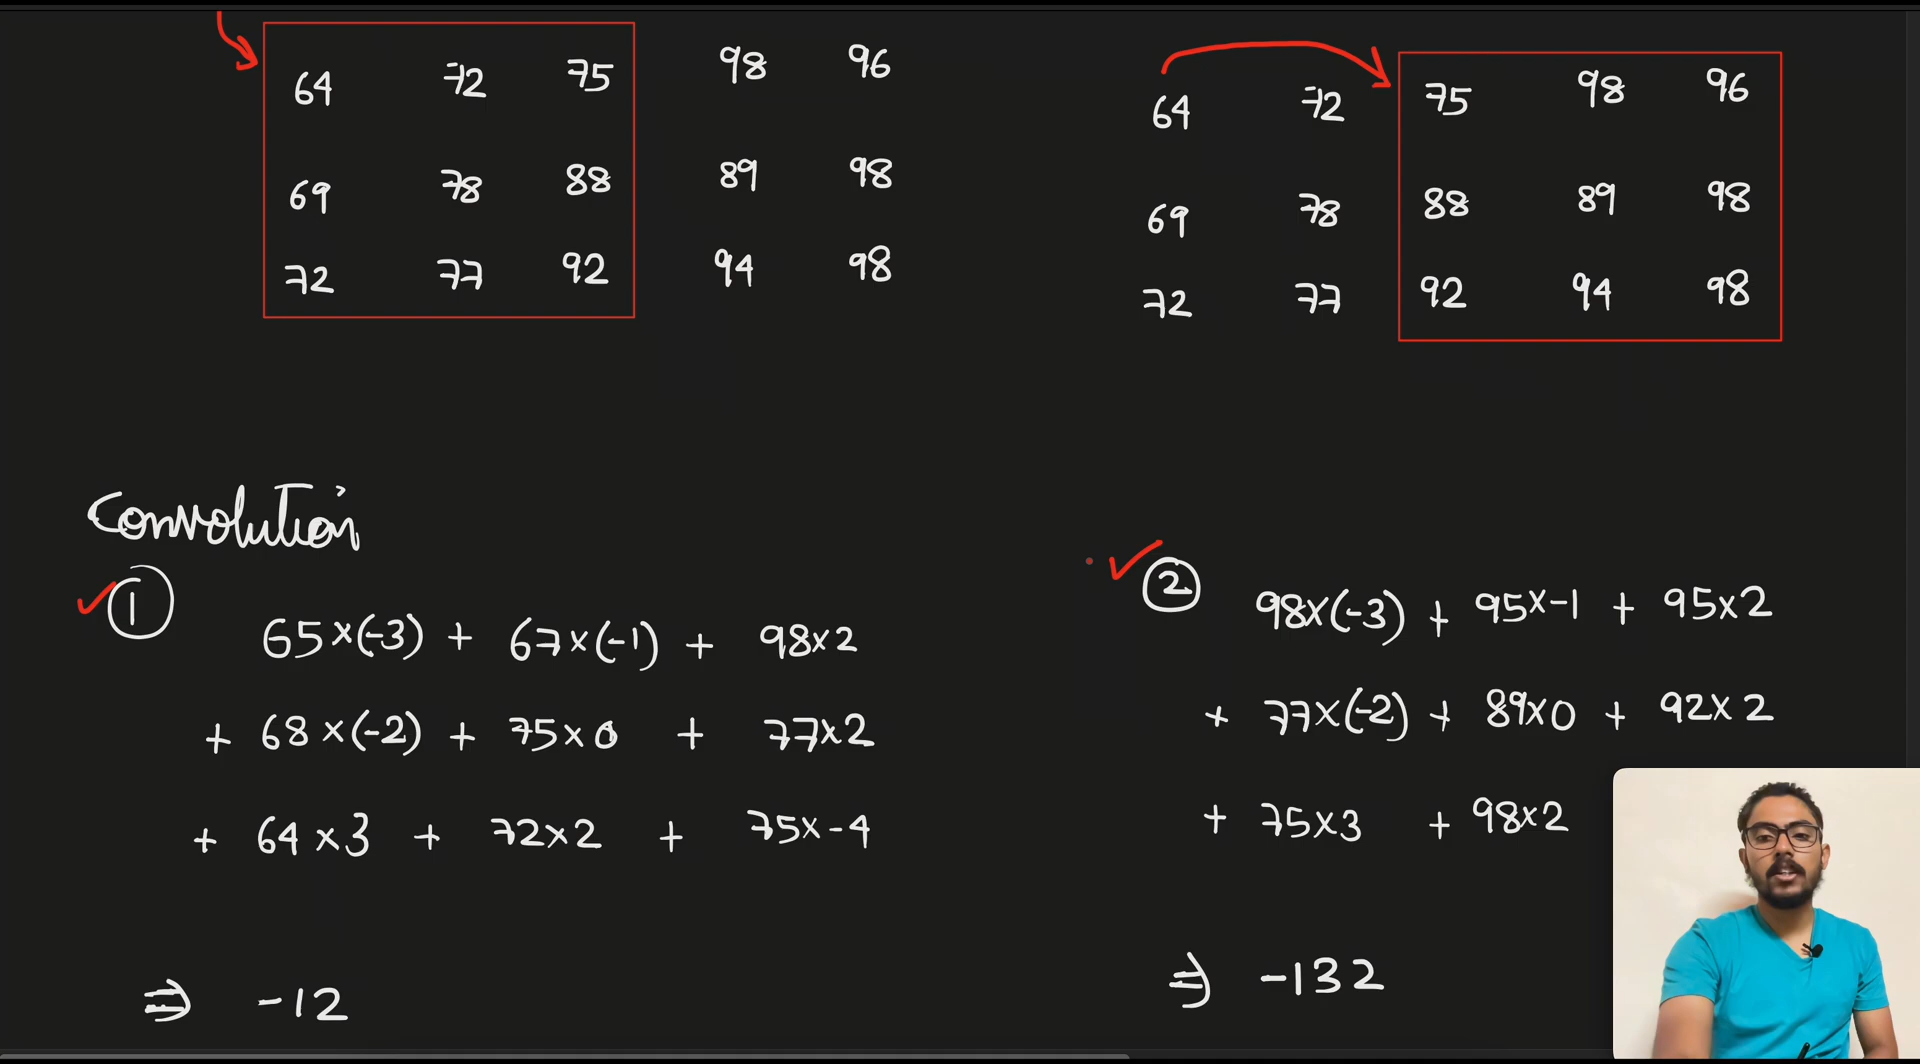 64 72 75 98 96
69 78 88 89 98
72 77 92 94 98
64 72 75 98 96
69 78 88 89 98
72 77 92 94 98
Convolution
1
65×(-3) + 67×(-1) + 98×2
+ 68×(-2) + 75×0 + 77×2
+ 64×3 + 72×2 + 75×-4
⇒ -12
2
98×(-3) + 95×-1 + 95×2
+ 77×(-2) + 89×0 + 92×2
+ 75×3 + 98×2
⇒ -132